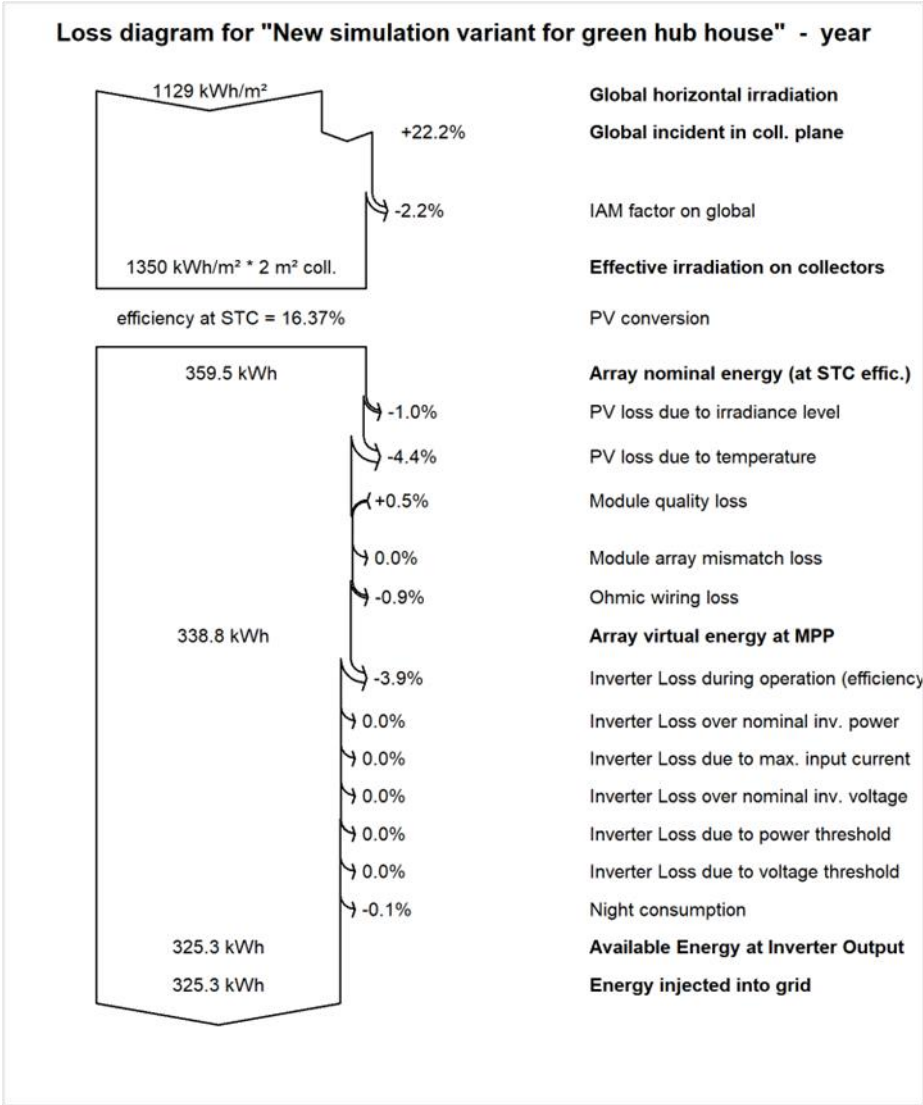 Loss diagram for "New simulation variant for green hub house" - year
1129 kWh/m² Global horizontal irradiation
+22.2% Global incident in coll. plane
-2.2% IAM factor on global
1350 kWh/m² * 2 m² coll. Effective irradiation on collectors
efficiency at STC = 16.37% PV conversion
359.5 kWh Array nominal energy (at STC effic.)
-1.0% PV loss due to irradiance level
-4.4% PV loss due to temperature
+0.5% Module quality loss
0.0% Module array mismatch loss
-0.9% Ohmic wiring loss
338.8 kWh Array virtual energy at MPP
-3.9% Inverter Loss during operation (efficiency
0.0% Inverter Loss over nominal inv. power
0.0% Inverter Loss due to max. input current
0.0% Inverter Loss over nominal inv. voltage
0.0% Inverter Loss due to power threshold
0.0% Inverter Loss due to voltage threshold
-0.1% Night consumption
325.3 kWh Available Energy at Inverter Output
325.3 kWh Energy injected into grid